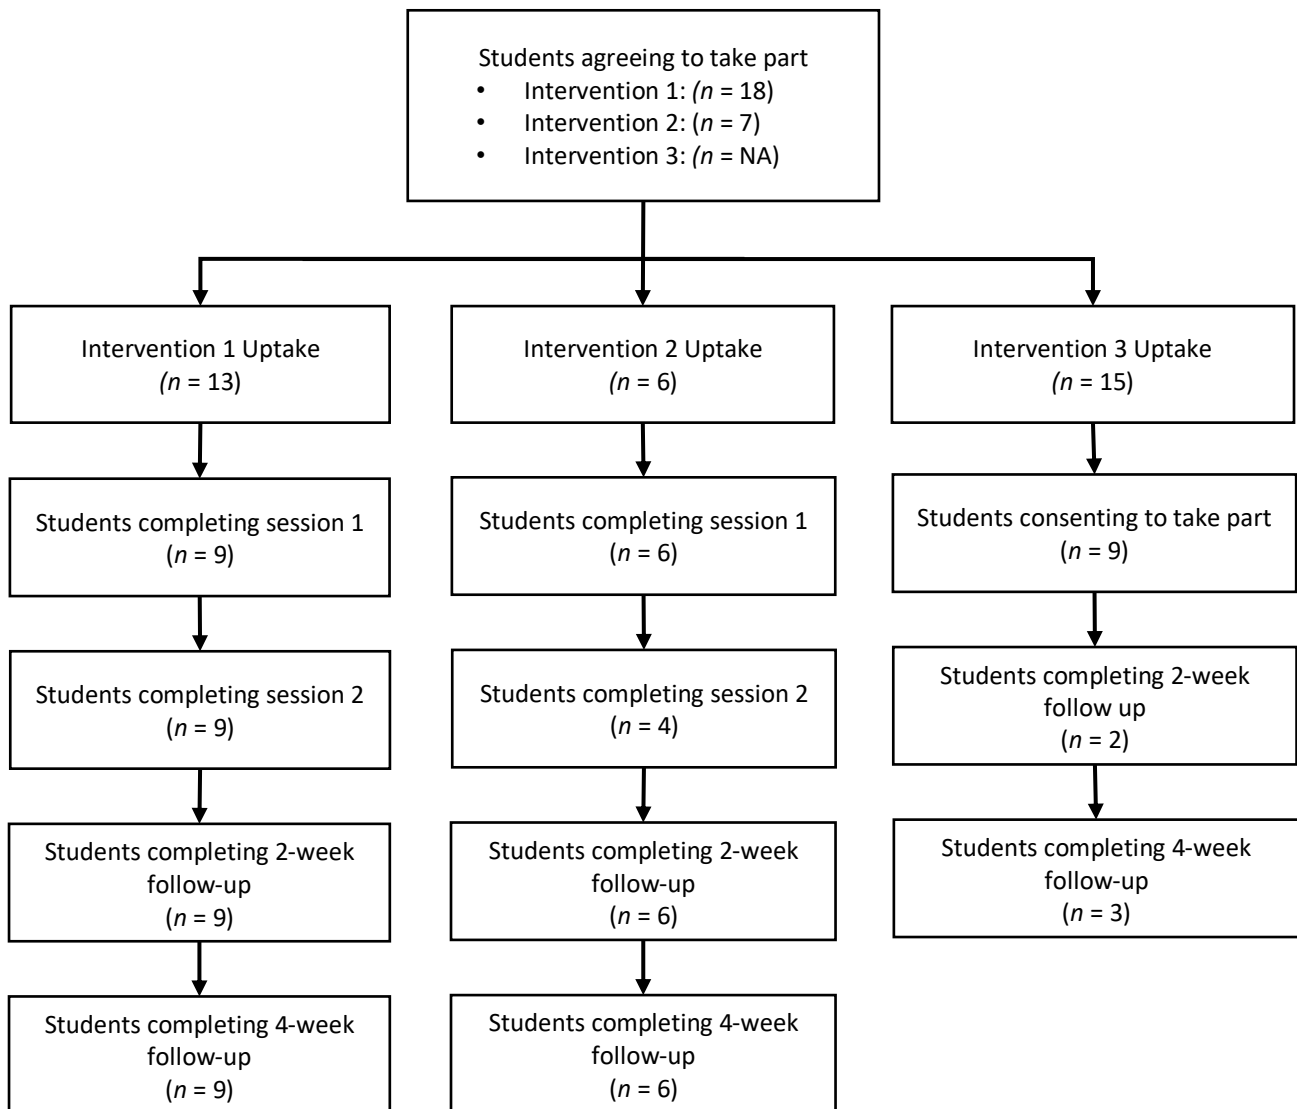 Students agreeing to take part
• Intervention 1: (n = 18)
• Intervention 2: (n = 7)
• Intervention 3: (n = NA)
Intervention 1 Uptake
(n = 13)
Intervention 2 Uptake
(n = 6)
Intervention 3 Uptake
(n = 15)
Students completing session 1
(n = 9)
Students completing session 1
(n = 6)
Students consenting to take part
(n = 9)
Students completing session 2
(n = 9)
Students completing session 2
(n = 4)
Students completing 2-week
follow up
(n = 2)
Students completing 2-week
follow-up
(n = 9)
Students completing 2-week
follow-up
(n = 6)
Students completing 4-week
follow-up
(n = 3)
Students completing 4-week
follow-up
(n = 9)
Students completing 4-week
follow-up
(n = 6)